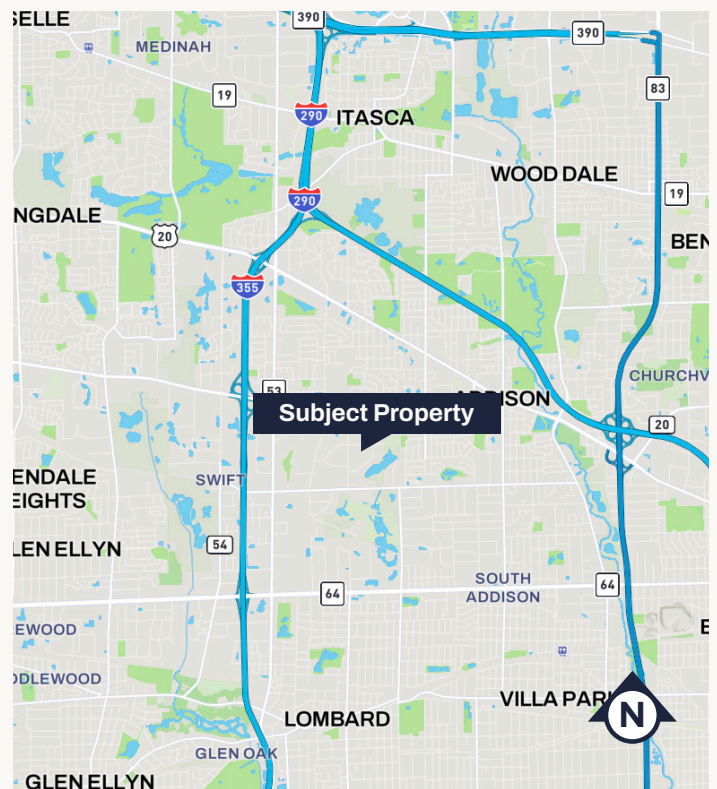 SELLE
390
390
MEDINAH
83
19
290
ITASCA
WOOD DALE
19
290
NGDALE
20
BEN
355
CHURCHV
53
ADDISON
Subject Property
20
ENDALE
EIGHTS
SWIFT
LEN ELLYN
54
SOUTH
ADDISON
64
64
EWOOD
E
DDLEWOOD
VILLA PARK
N
LOMBARD
GLEN OAK
GLEN ELLYN